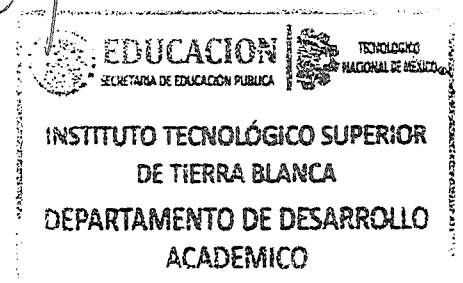 EDUCACION
SECRETARIA DE EDUCACION PUBLICA
TECNOLOGICO
NACIONAL DE MEXICO
INSTITUTO TECNOLÓGICO SUPERIOR
DE TIERRA BLANCA
DEPARTAMENTO DE DESARROLLO
ACADEMICO